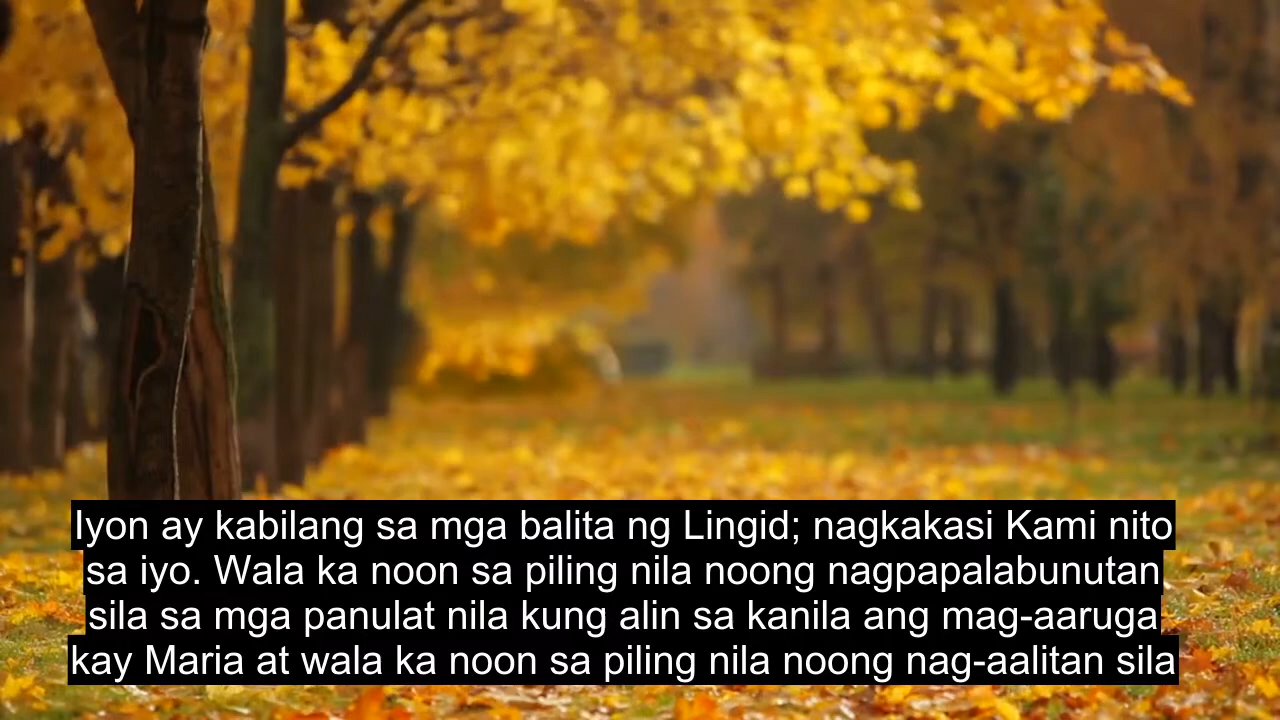 Iyon ay kabilang sa mga balita ng Lingid; nagkakasi Kami nito
sa iyo. Wala ka noon sa piling nila noong nagpapalabunutan
sila sa mga panulat nila kung alin sa kanila ang mag-aaruga
kay Maria at wala ka noon sa piling nila noong nag-aalitan sila